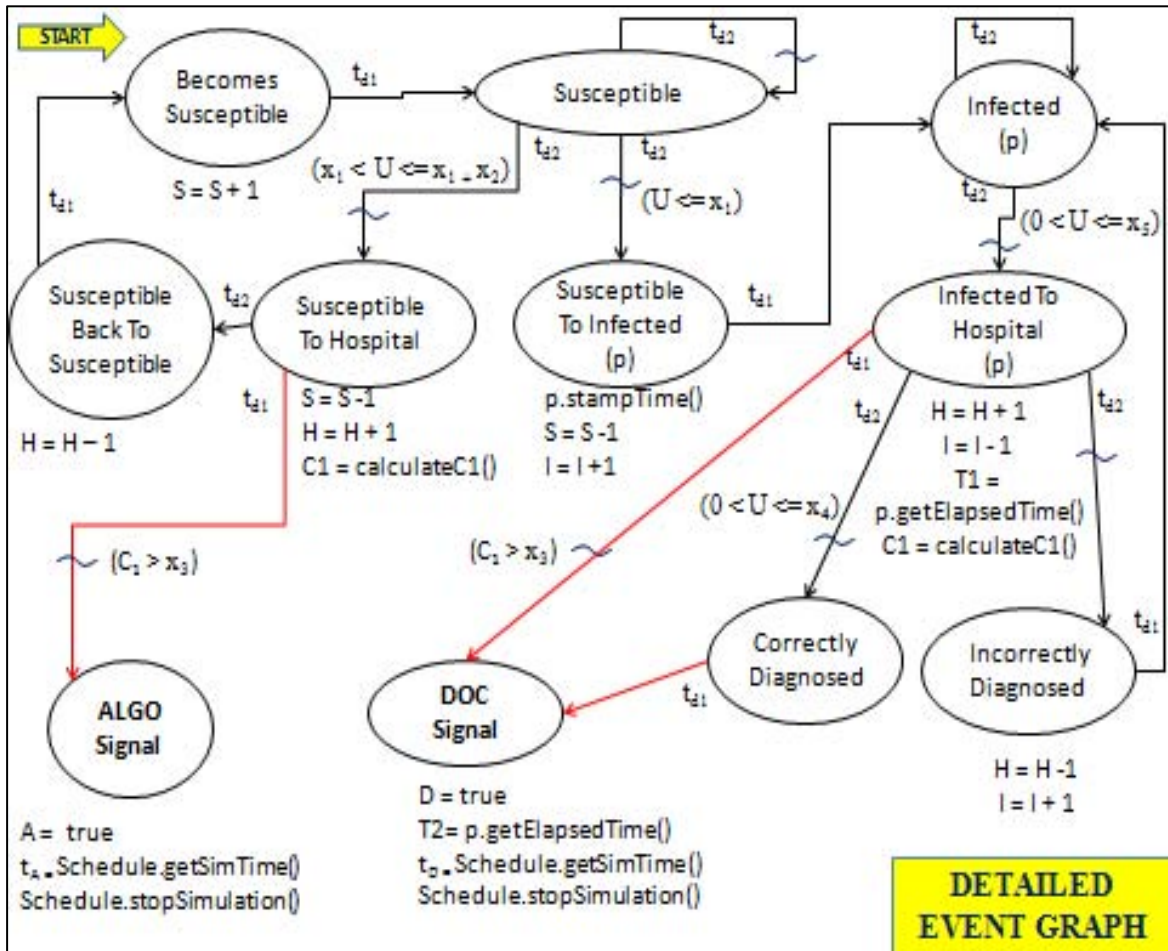 START
Becomes
Susceptible
S = S + 1
t_d1
Susceptible
t_d2
t_d2
t_d2
Infected
(p)
t_d2
t_d2
(x₁ < U <=x₁ ₊ x₂)
(U <=x₁)
(0 < U <=x₅)
t_d1
Susceptible
Back To
Susceptible
H = H – 1
t_d2
Susceptible
To Hospital
t_d1
S = S -1
H = H + 1
C1 = calculateC1()
Susceptible
To Infected
(p)
t_d1
p.stampTime()
S = S -1
I = I +1
Infected To
Hospital
(p)
t_d1
t_d2
t_d2
H = H + 1
I = I - 1
T1 =
p.getElapsedTime()
C1 = calculateC1()
(C₁ > x₃)
(C₁ > x₃)
(0 < U <=x₄)
ALGO
Signal
A = true
t_A = Schedule.getSimTime()
Schedule.stopSimulation()
DOC
Signal
D = true
T2= p.getElapsedTime()
t_D = Schedule.getSimTime()
Schedule.stopSimulation()
Correctly
Diagnosed
t_d1
Incorrectly
Diagnosed
t_d1
H = H -1
I = I + 1
DETAILED
EVENT GRAPH